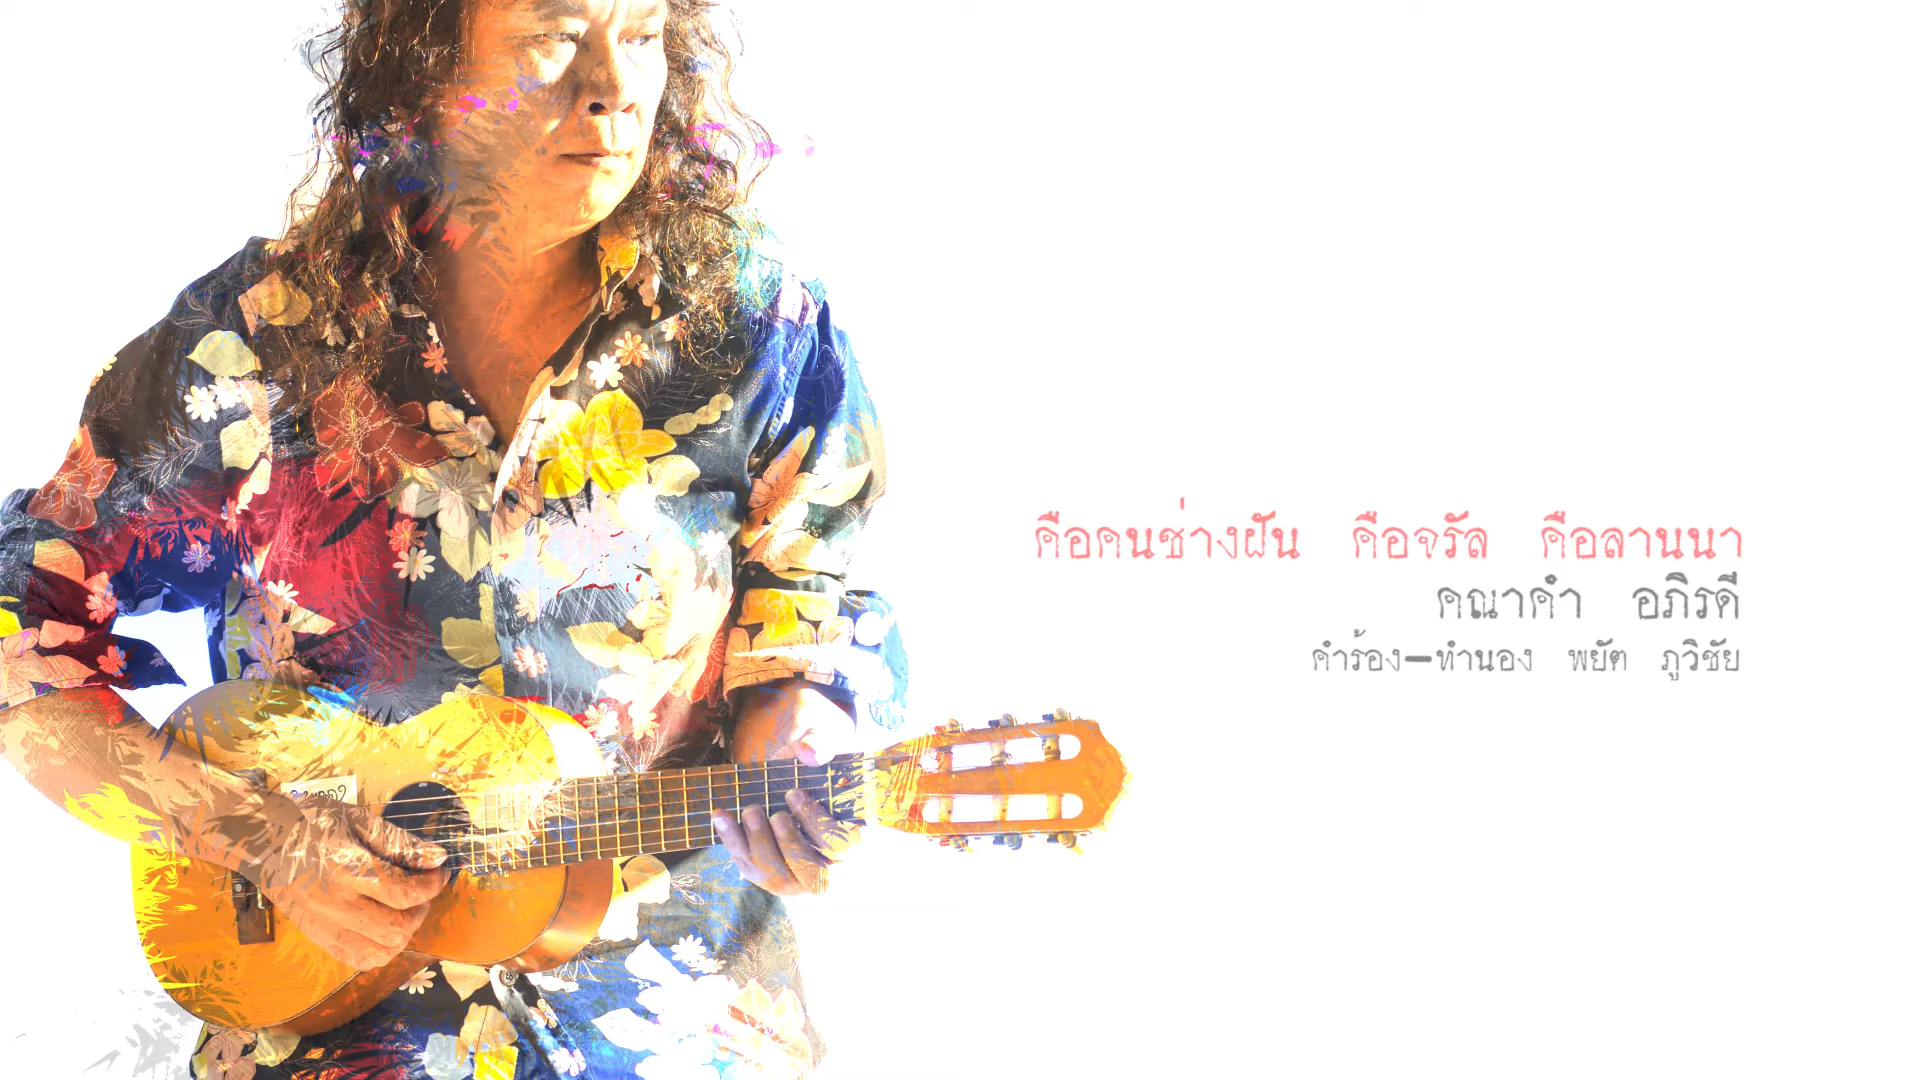 คือคนช่างฝัน คือจรัล คือลานนา
คณาคำ อภิรดี
คำร้อง-ทำนอง พยัต ภูวิชัย